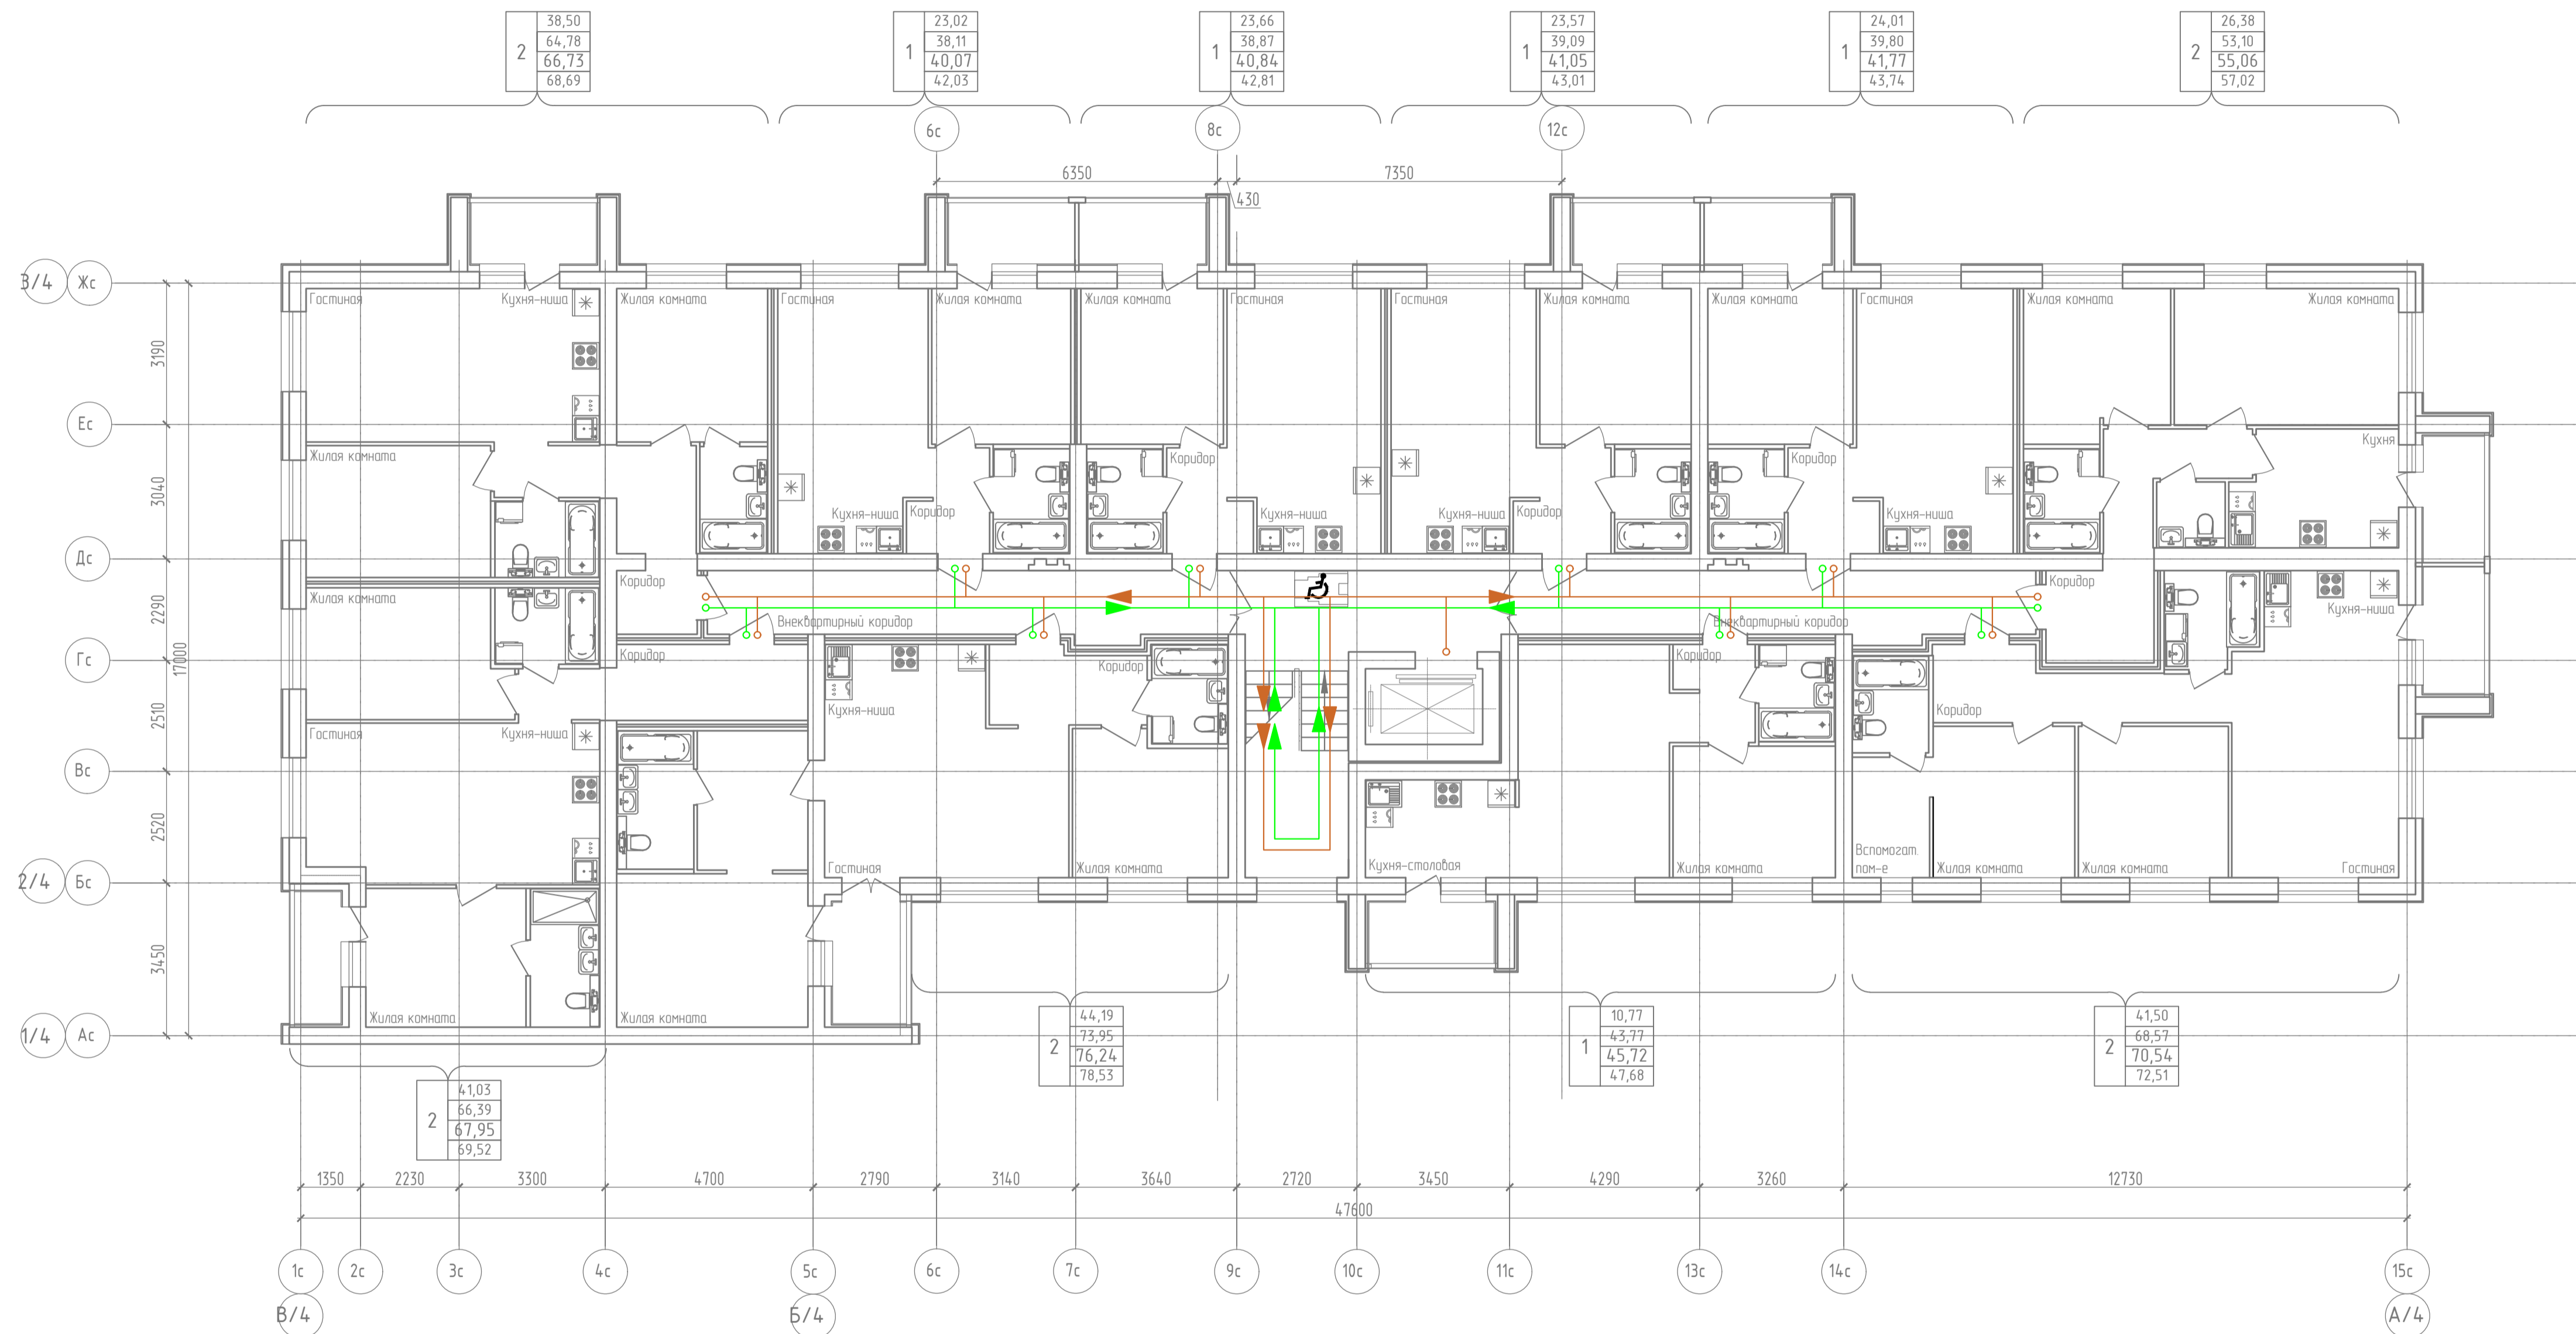 38,50
2
64,78
66,73
68,69
23,02
1
38,11
40,07
42,03
23,66
1
38,87
40,84
42,81
23,57
1
39,09
41,05
43,01
24,01
1
39,80
41,77
43,74
26,38
2
53,10
55,06
57,02
6с
8с
12с
6350
7350
430
3/4
Жс
Ес
Дс
Гс
Вс
2/4
Бс
1/4
Ас
3190
3040
2290
2510
2520
3450
17000
Гостиная
Кухня-ниша
Жилая комната
Гостиная
Жилая комната
Жилая комната
Гостиная
Гостиная
Жилая комната
Жилая комната
Гостиная
Жилая комната
Жилая комната
Жилая комната
Коридор
Коридор
Кухня
Кухня-ниша
Коридор
Кухня-ниша
Кухня-ниша
Коридор
Кухня-ниша
Коридор
Коридор
Жилая комната
Кухня-ниша
Внеквартирный коридор
Внеквартирный коридор
Коридор
Коридор
Коридор
Кухня-ниша
Коридор
Гостиная
Кухня-ниша
Гостиная
Жилая комната
Кухня-столовая
Жилая комната
Вспомогат.
пом-е
Жилая комната
Жилая комната
Гостиная
Жилая комната
Жилая комната
44,19
2
73,95
76,24
78,53
10,77
1
43,77
45,72
47,68
41,50
2
68,57
70,54
72,51
41,03
2
66,39
67,95
69,52
1350
2230
3300
4700
2790
3140
3640
2720
3450
4290
3260
12730
47600
1с
2с
3с
4с
5с
6с
7с
9с
10с
11с
13с
14с
15с
В/4
Б/4
А/4